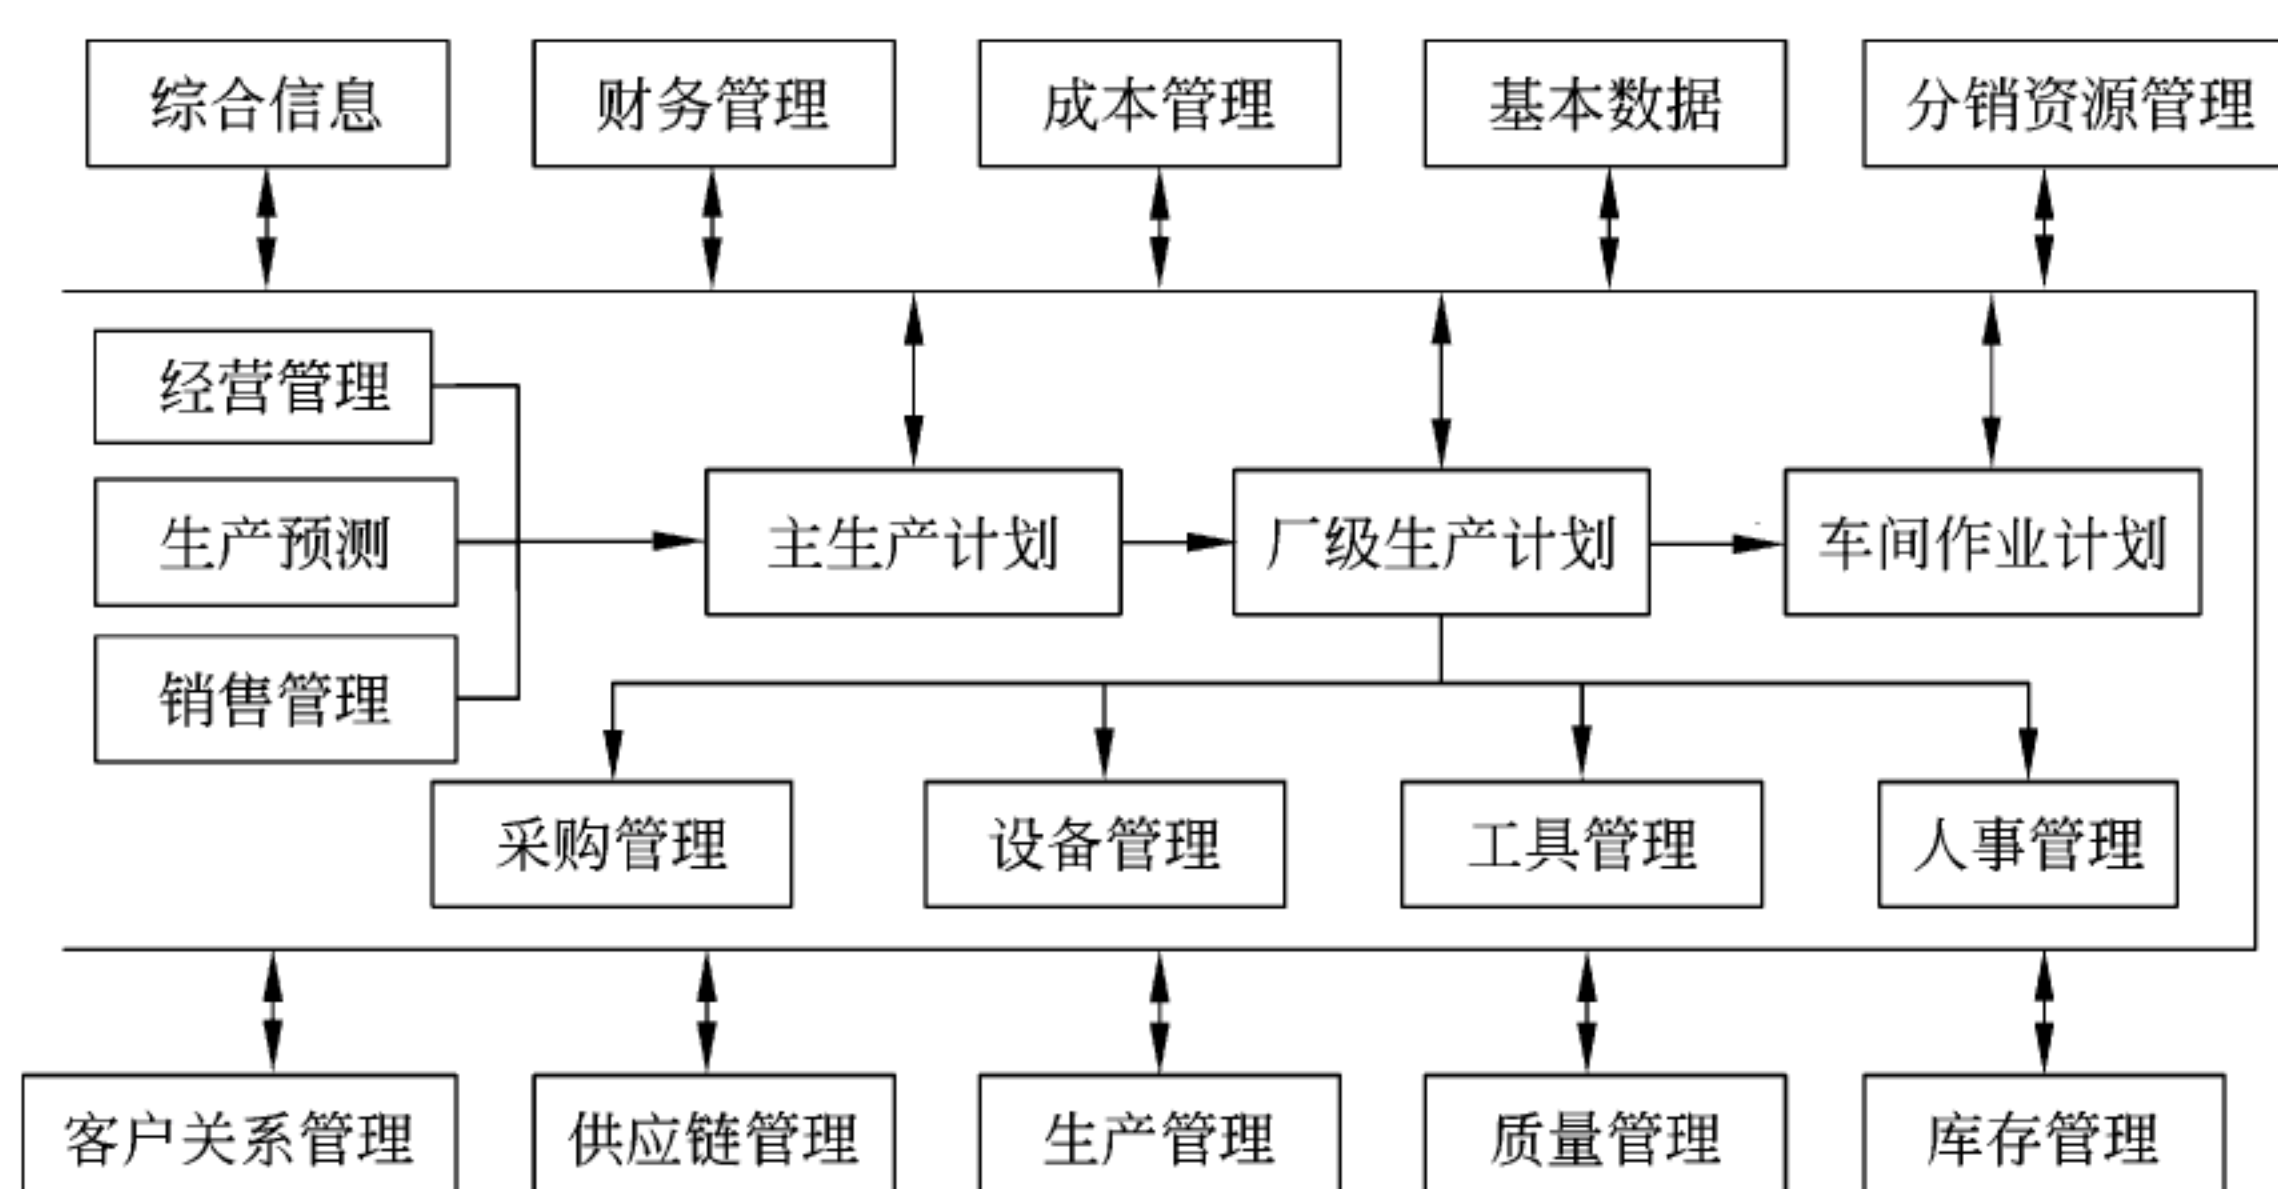 综合信息
财务管理
成本管理
基本数据
分销资源管理
经营管理
生产预测
销售管理
主生产计划
厂级生产计划
车间作业计划
采购管理
设备管理
工具管理
人事管理
客户关系管理
供应链管理
生产管理
质量管理
库存管理